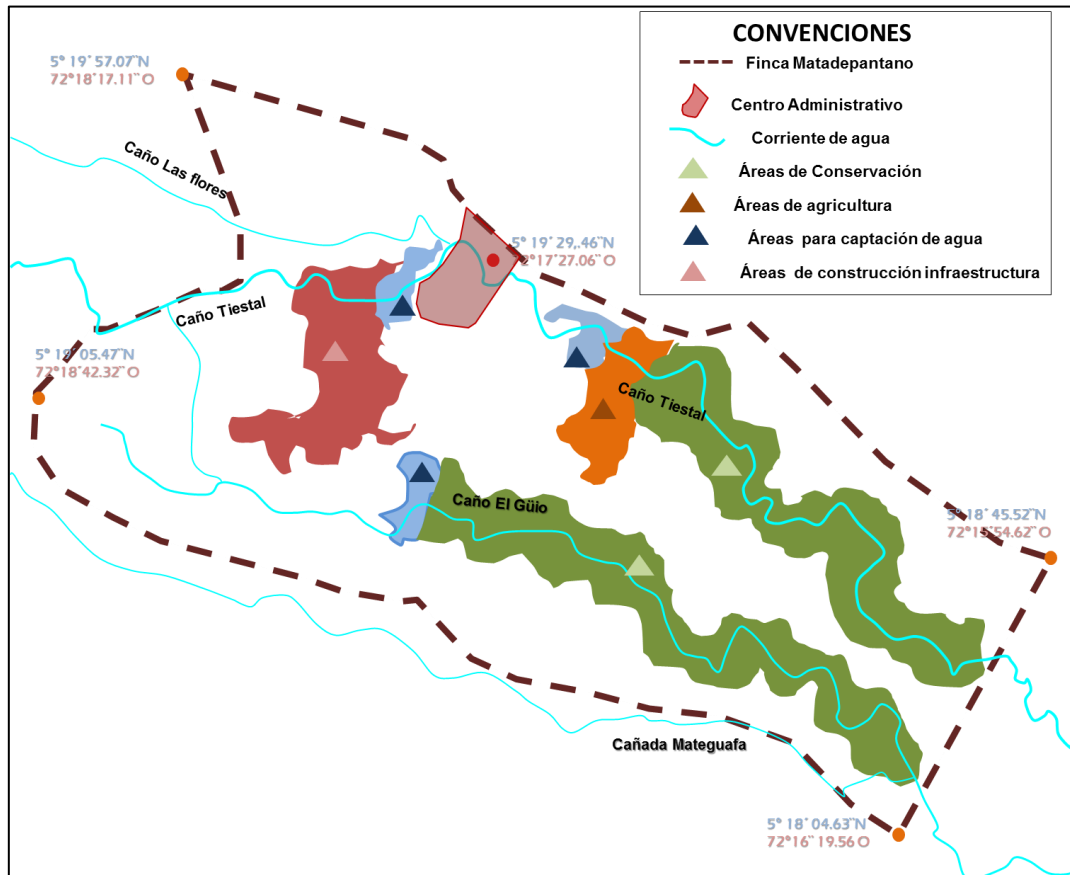 CONVENCIONES
Finca Matadepantano
Centro Administrativo
Corriente de agua
Áreas de Conservación
Áreas de agricultura
Áreas para captación de agua
Áreas de construcción infraestructura
5° 19´57.07¨N
72°18´17.11¨O
Caño Las flores
5° 19´29,.46¨N
2°17¨27.06¨O
Caño Tiestal
5° 19¨05.47¨N
72°18´42.32¨O
Caño Tiestal
Caño El Güio
5° 18´45.52¨N
72°15´54.62¨O
Cañada Mateguafa
5° 18´04.63¨N
72°16¨19.56 O